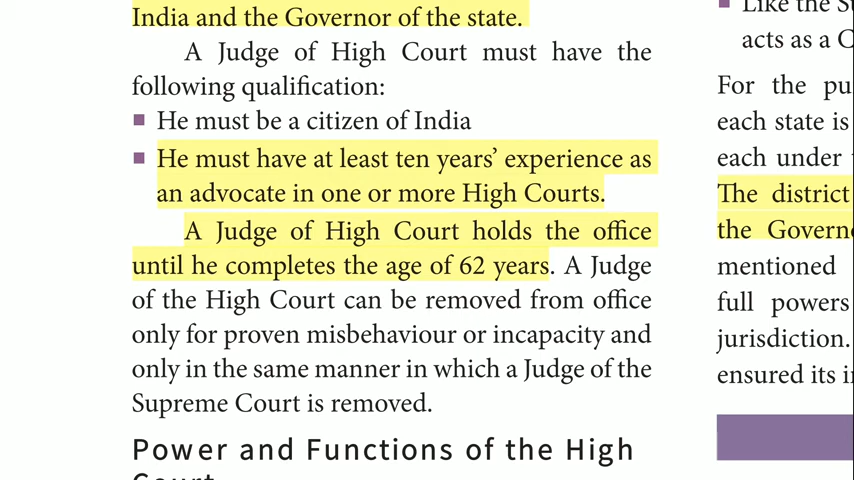 India and the Governor of the state.
A Judge of High Court must have the
following qualification:
He must be a citizen of India
He must have at least ten years’ experience as
an advocate in one or more High Courts.
A Judge of High Court holds the office
until he completes the age of 62 years. A Judge
of the High Court can be removed from office
only for proven misbehaviour or incapacity and
only in the same manner in which a Judge of the
Supreme Court is removed.
Power and Functions of the High
Court
Like the
acts as a
For the
each state is
each under
The district
the
mentioned
full powers
jurisdiction.
ensured its